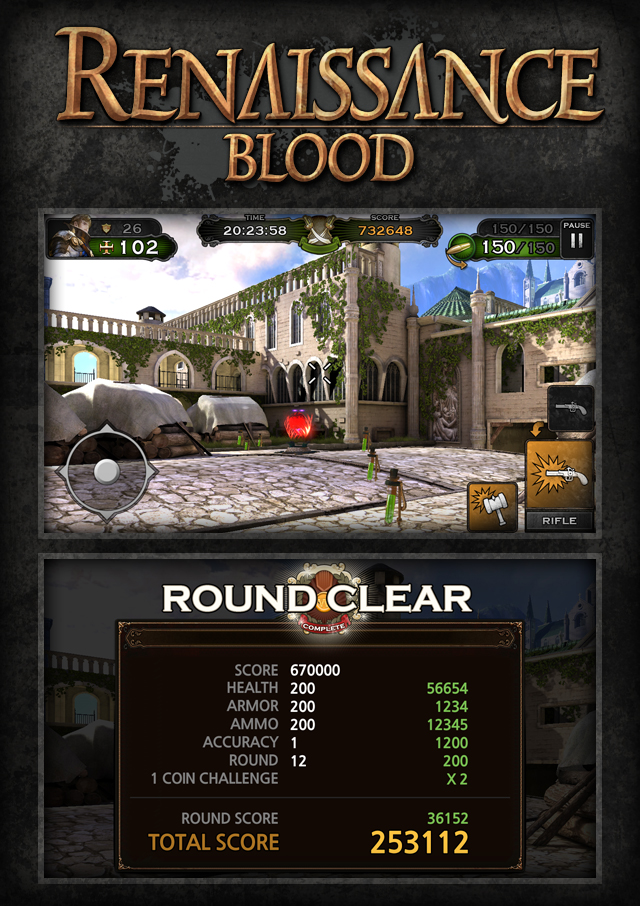 RENAISSANCE
BLOOD
26
102
TIME
20:23:58
SCORE
732648
150/150
150/150
PAUSE
RIFLE
ROUND CLEAR
COMPLETE
SCORE 670000
HEALTH 200 56654
ARMOR 200 1234
AMMO 200 12345
ACCURACY 1 1200
ROUND 12 200
1 COIN CHALLENGE X 2
ROUND SCORE 36152
TOTAL SCORE 253112